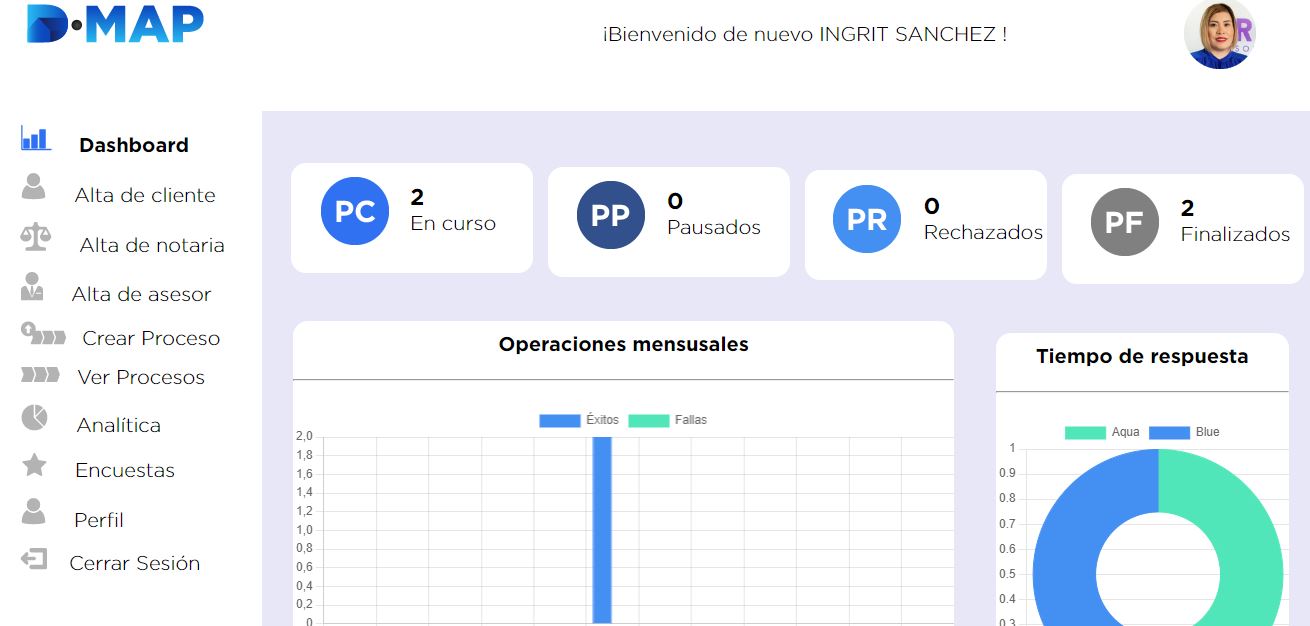 D·MAP
¡Bienvenido de nuevo INGRIT SANCHEZ !
R
SO
Dashboard
Alta de cliente
Alta de notaria
Alta de asesor
Crear Proceso
Ver Procesos
Analítica
Encuestas
Perfil
Cerrar Sesión
PC
2
En curso
PP
0
Pausados
PR
0
Rechazados
PF
2
Finalizados
Operaciones mensusales
Éxitos Fallas
2,0
1,8
1,6
1,4
1,2
1,0
0,8
0,6
0,4
0,2
0
Tiempo de respuesta
Aqua Blue
1
0.9
0.8
0.7
0.6
0.5
0.4
0.3